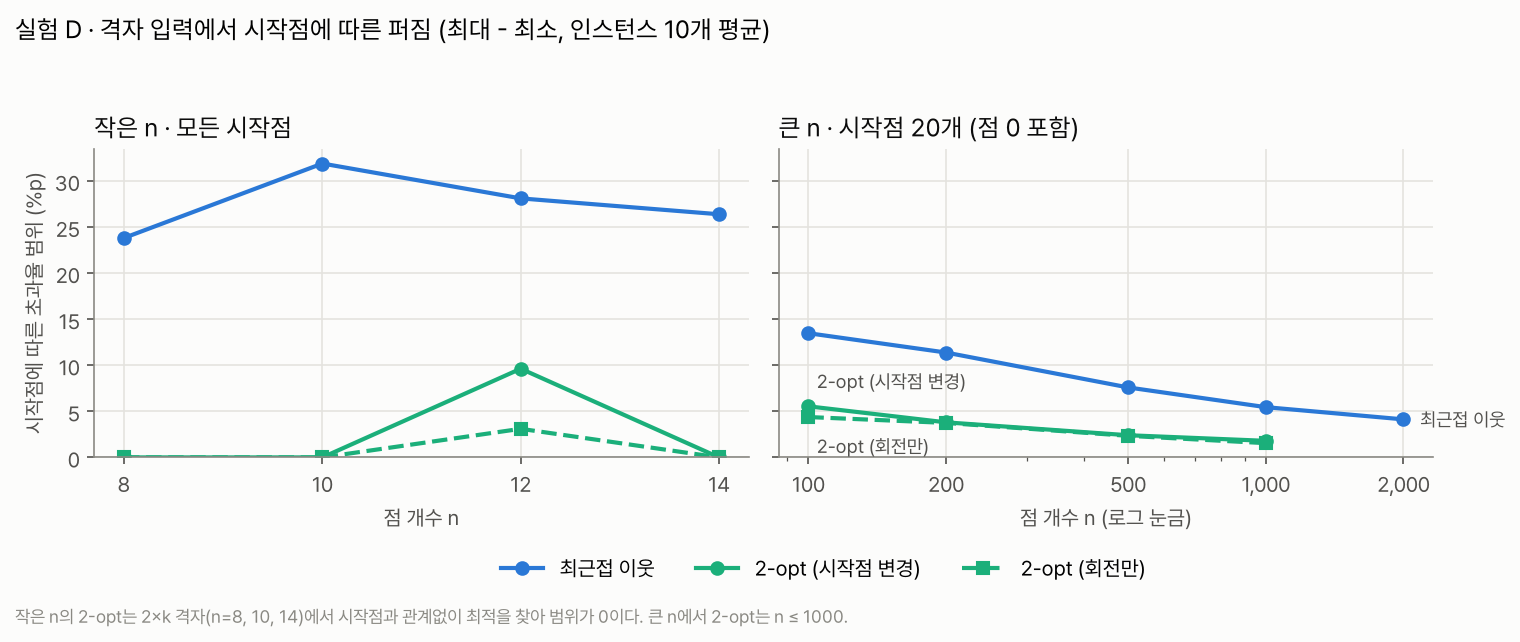 실험 D · 격자 입력에서 시작점에 따른 퍼짐 (최대 - 최소, 인스턴스 10개 평균)
작은 n · 모든 시작점
큰 n · 시작점 20개 (점 0 포함)
시작점에 따른 초과율 범위 (%p)
30
25
20
15
10
5
0
8
10
12
14
점 개수 n
2-opt (시작점 변경)
2-opt (회전만)
최근접 이웃
100
200
500
1,000
2,000
점 개수 n (로그 눈금)
최근접 이웃
2-opt (시작점 변경)
2-opt (회전만)
작은 n의 2-opt는 2×k 격자(n=8, 10, 14)에서 시작점과 관계없이 최적을 찾아 범위가 0이다. 큰 n에서 2-opt는 n ≤ 1000.